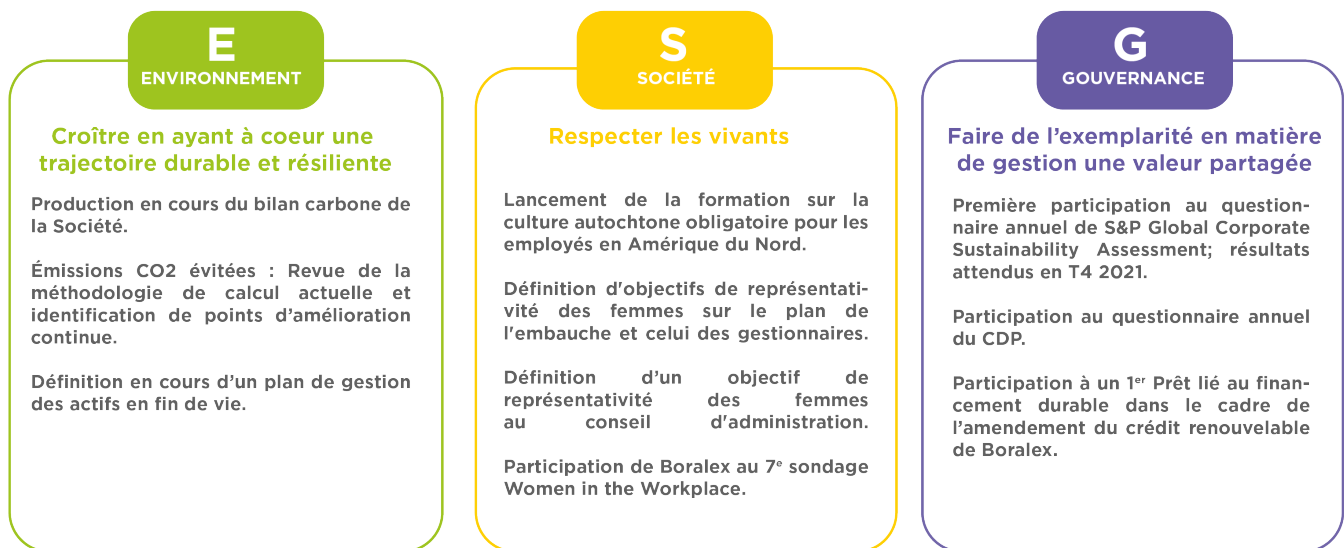 E
ENVIRONNEMENT
Croître en ayant à coeur une
trajectoire durable et résiliente
Production en cours du bilan carbone de
la Société.
Émissions CO2 évitées : Revue de la
méthodologie de calcul actuelle et
identification de points d’amélioration
continue.
Définition en cours d’un plan de gestion
des actifs en fin de vie.
S
SOCIÉTÉ
Respecter les vivants
Lancement de la formation sur la
culture autochtone obligatoire pour les
employés en Amérique du Nord.
Définition d'objectifs de représentati-
vité des femmes sur le plan de
l'embauche et celui des gestionnaires.
Définition d’un objectif de
représentativité des femmes
au conseil d'administration.
Participation de Boralex au 7e sondage
Women in the Workplace.
G
GOUVERNANCE
Faire de l’exemplarité en matière
de gestion une valeur partagée
Première participation au question-
naire annuel de S&P Global Corporate
Sustainability Assessment; résultats
attendus en T4 2021.
Participation au questionnaire annuel
du CDP.
Participation à un 1er Prêt lié au finan-
cement durable dans le cadre de
l’amendement du crédit renouvelable
de Boralex.